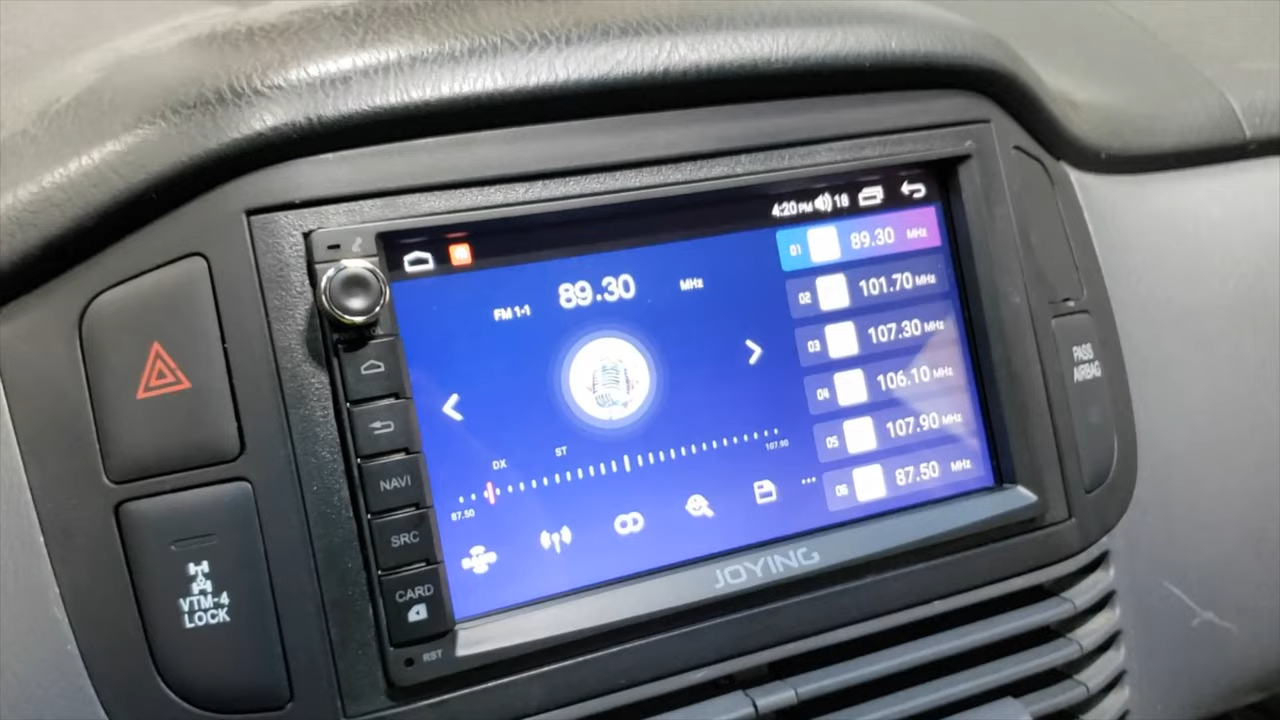 4:20 PM 18
FM 1-1
89.30 MHz
DX
ST
87.50
107.90
01 89.30 MHz
02 101.70 MHz
03 107.30 MHz
04 106.10 MHz
05 107.90 MHz
06 87.50 MHz
NAVI
SRC
CARD
RST
JOYING
VTM-4
LOCK
PASS
AIRBAG